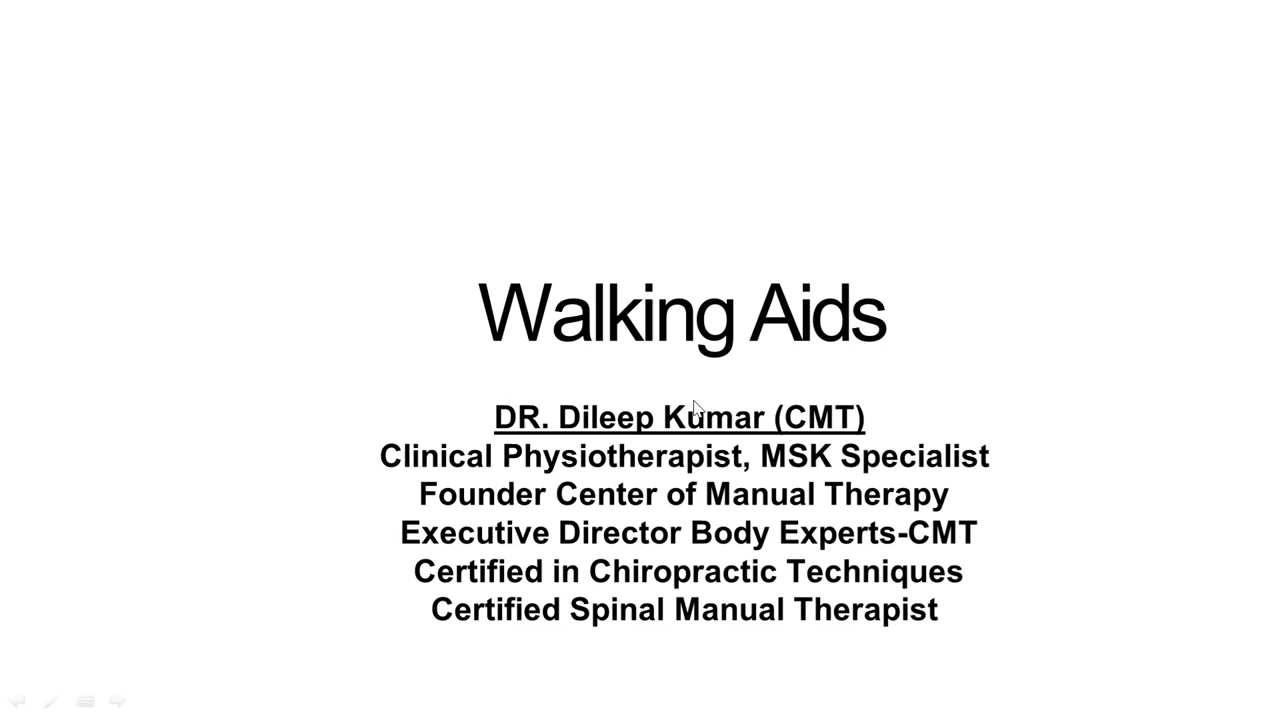 Walking Aids
DR. Dileep Kumar (CMT)
Clinical Physiotherapist, MSK Specialist
Founder Center of Manual Therapy
Executive Director Body Experts-CMT
Certified in Chiropractic Techniques
Certified Spinal Manual Therapist